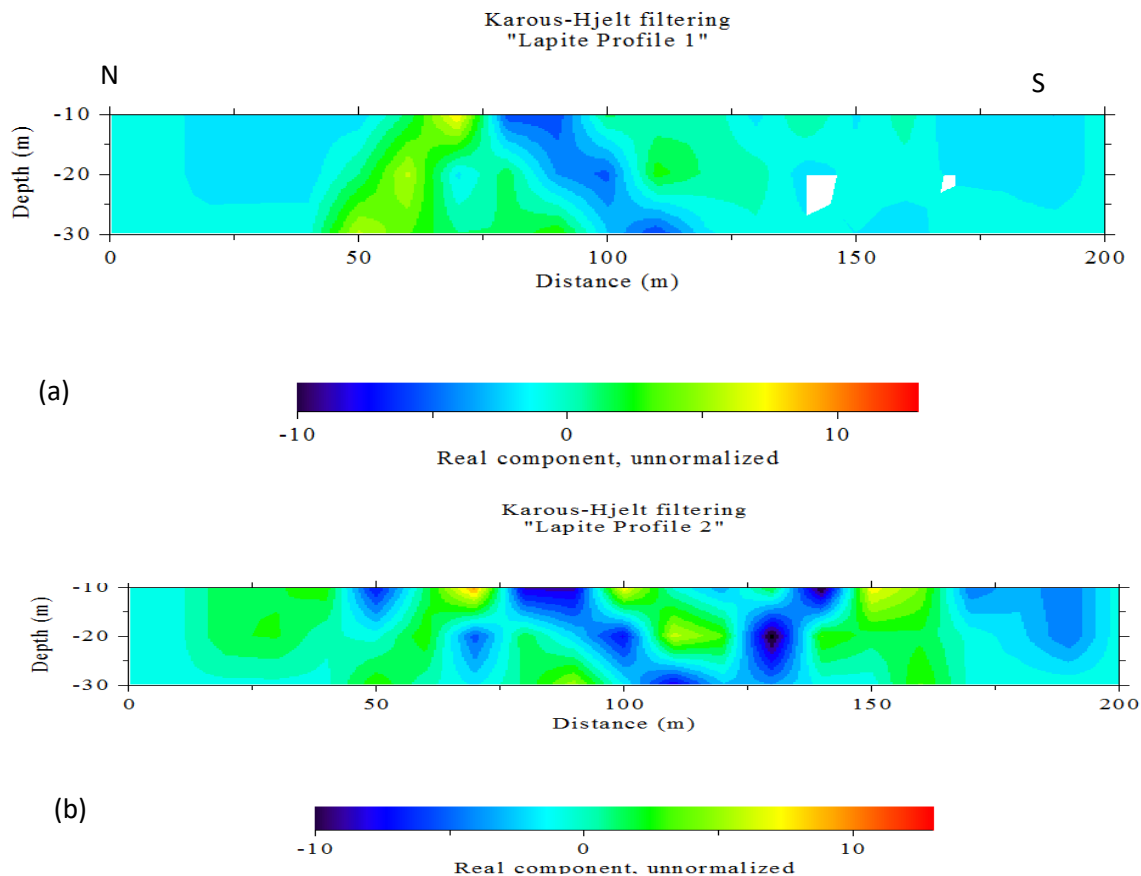 Karous-Hjelt filtering
"Lapite Profile 1"
N
S
-10
-20
-30
Depth (m)
0
50
100
150
200
Distance (m)
(a)
-10
0
10
Real component, unnormalized
Karous-Hjelt filtering
"Lapite Profile 2"
-10
-20
-30
Depth (m)
0
50
100
150
200
Distance (m)
(b)
-10
0
10
Real component, unnormalized